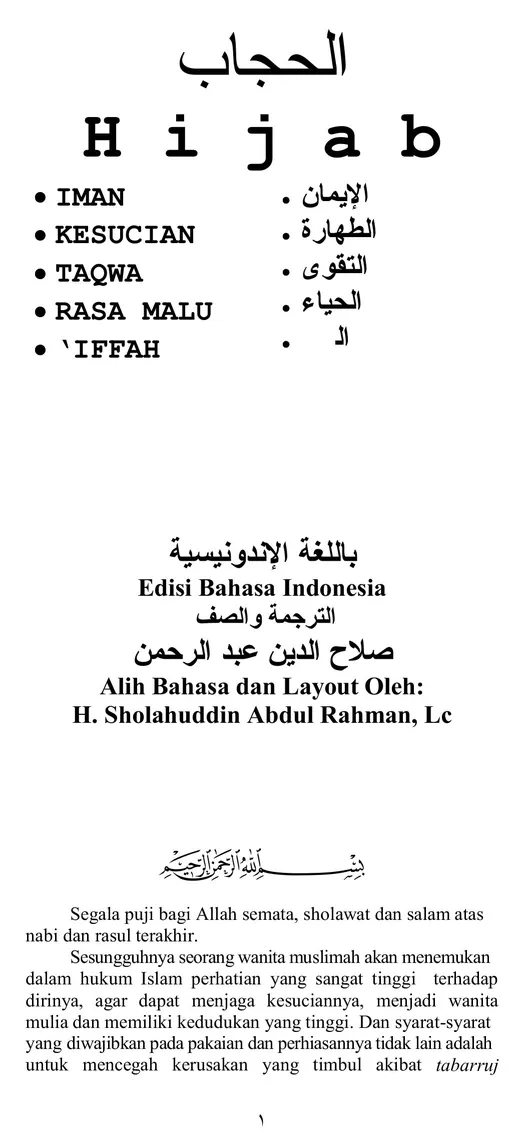 الحجاب
Hijab
• IMAN
• الإيمان
• KESUCIAN
• الطهارة
• TAQWA
• التقوى
• RASA MALU
• الحياء
• ‘IFFAH
• الـ
باللغة الإندونيسية
Edisi Bahasa Indonesia
الترجمة والصف
صلاح الدين عبد الرحمن
Alih Bahasa dan Layout Oleh:
H. Sholahuddin Abdul Rahman, Lc
بسم الله الرحمن الرحيم
Segala puji bagi Allah semata, sholawat dan salam atas
nabi dan rasul terakhir.
Sesungguhnya seorang wanita muslimah akan menemukan
dalam hukum Islam perhatian yang sangat tinggi terhadap
dirinya, agar dapat menjaga kesuciannya, menjadi wanita
mulia dan memiliki kedudukan yang tinggi. Dan syarat-syarat
yang diwajibkan pada pakaian dan perhiasannya tidak lain adalah
untuk mencegah kerusakan yang timbul akibat tabarruj
١